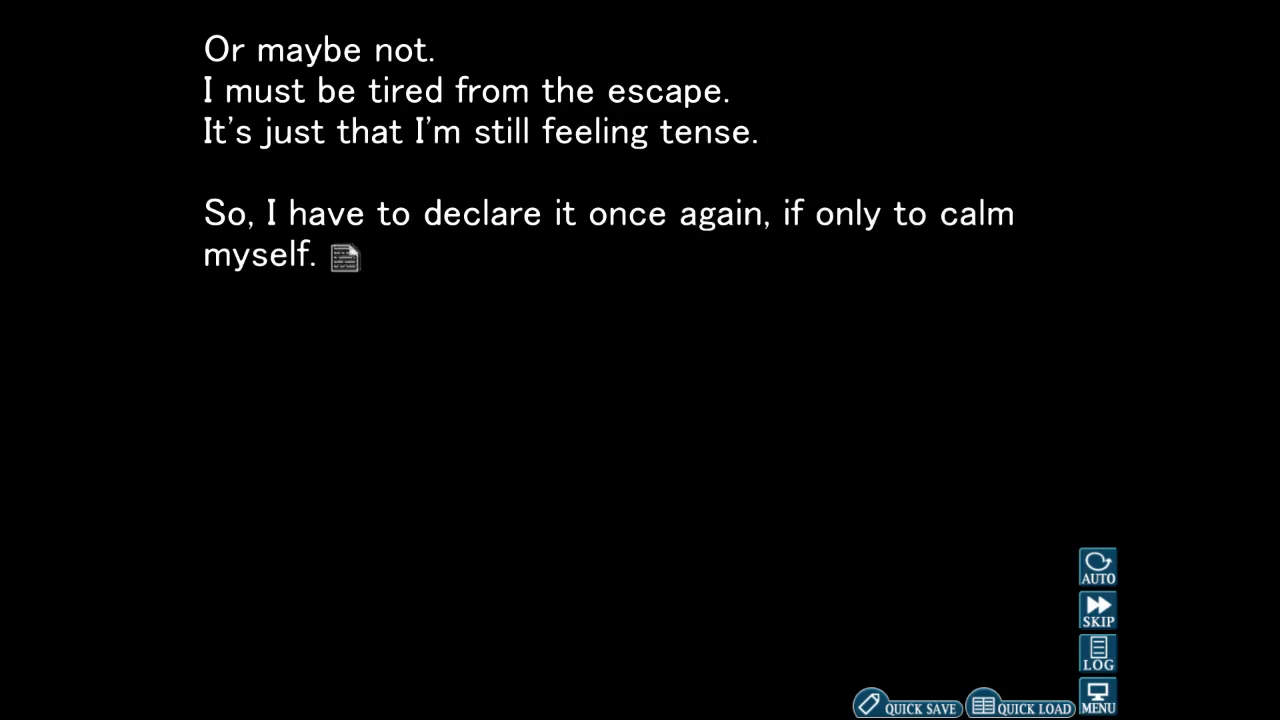 Or maybe not.
I must be tired from the escape.
It's just that I'm still feeling tense.
So, I have to declare it once again, if only to calm
myself.
AUTO
SKIP
LOG
MENU
QUICK SAVE
QUICK LOAD